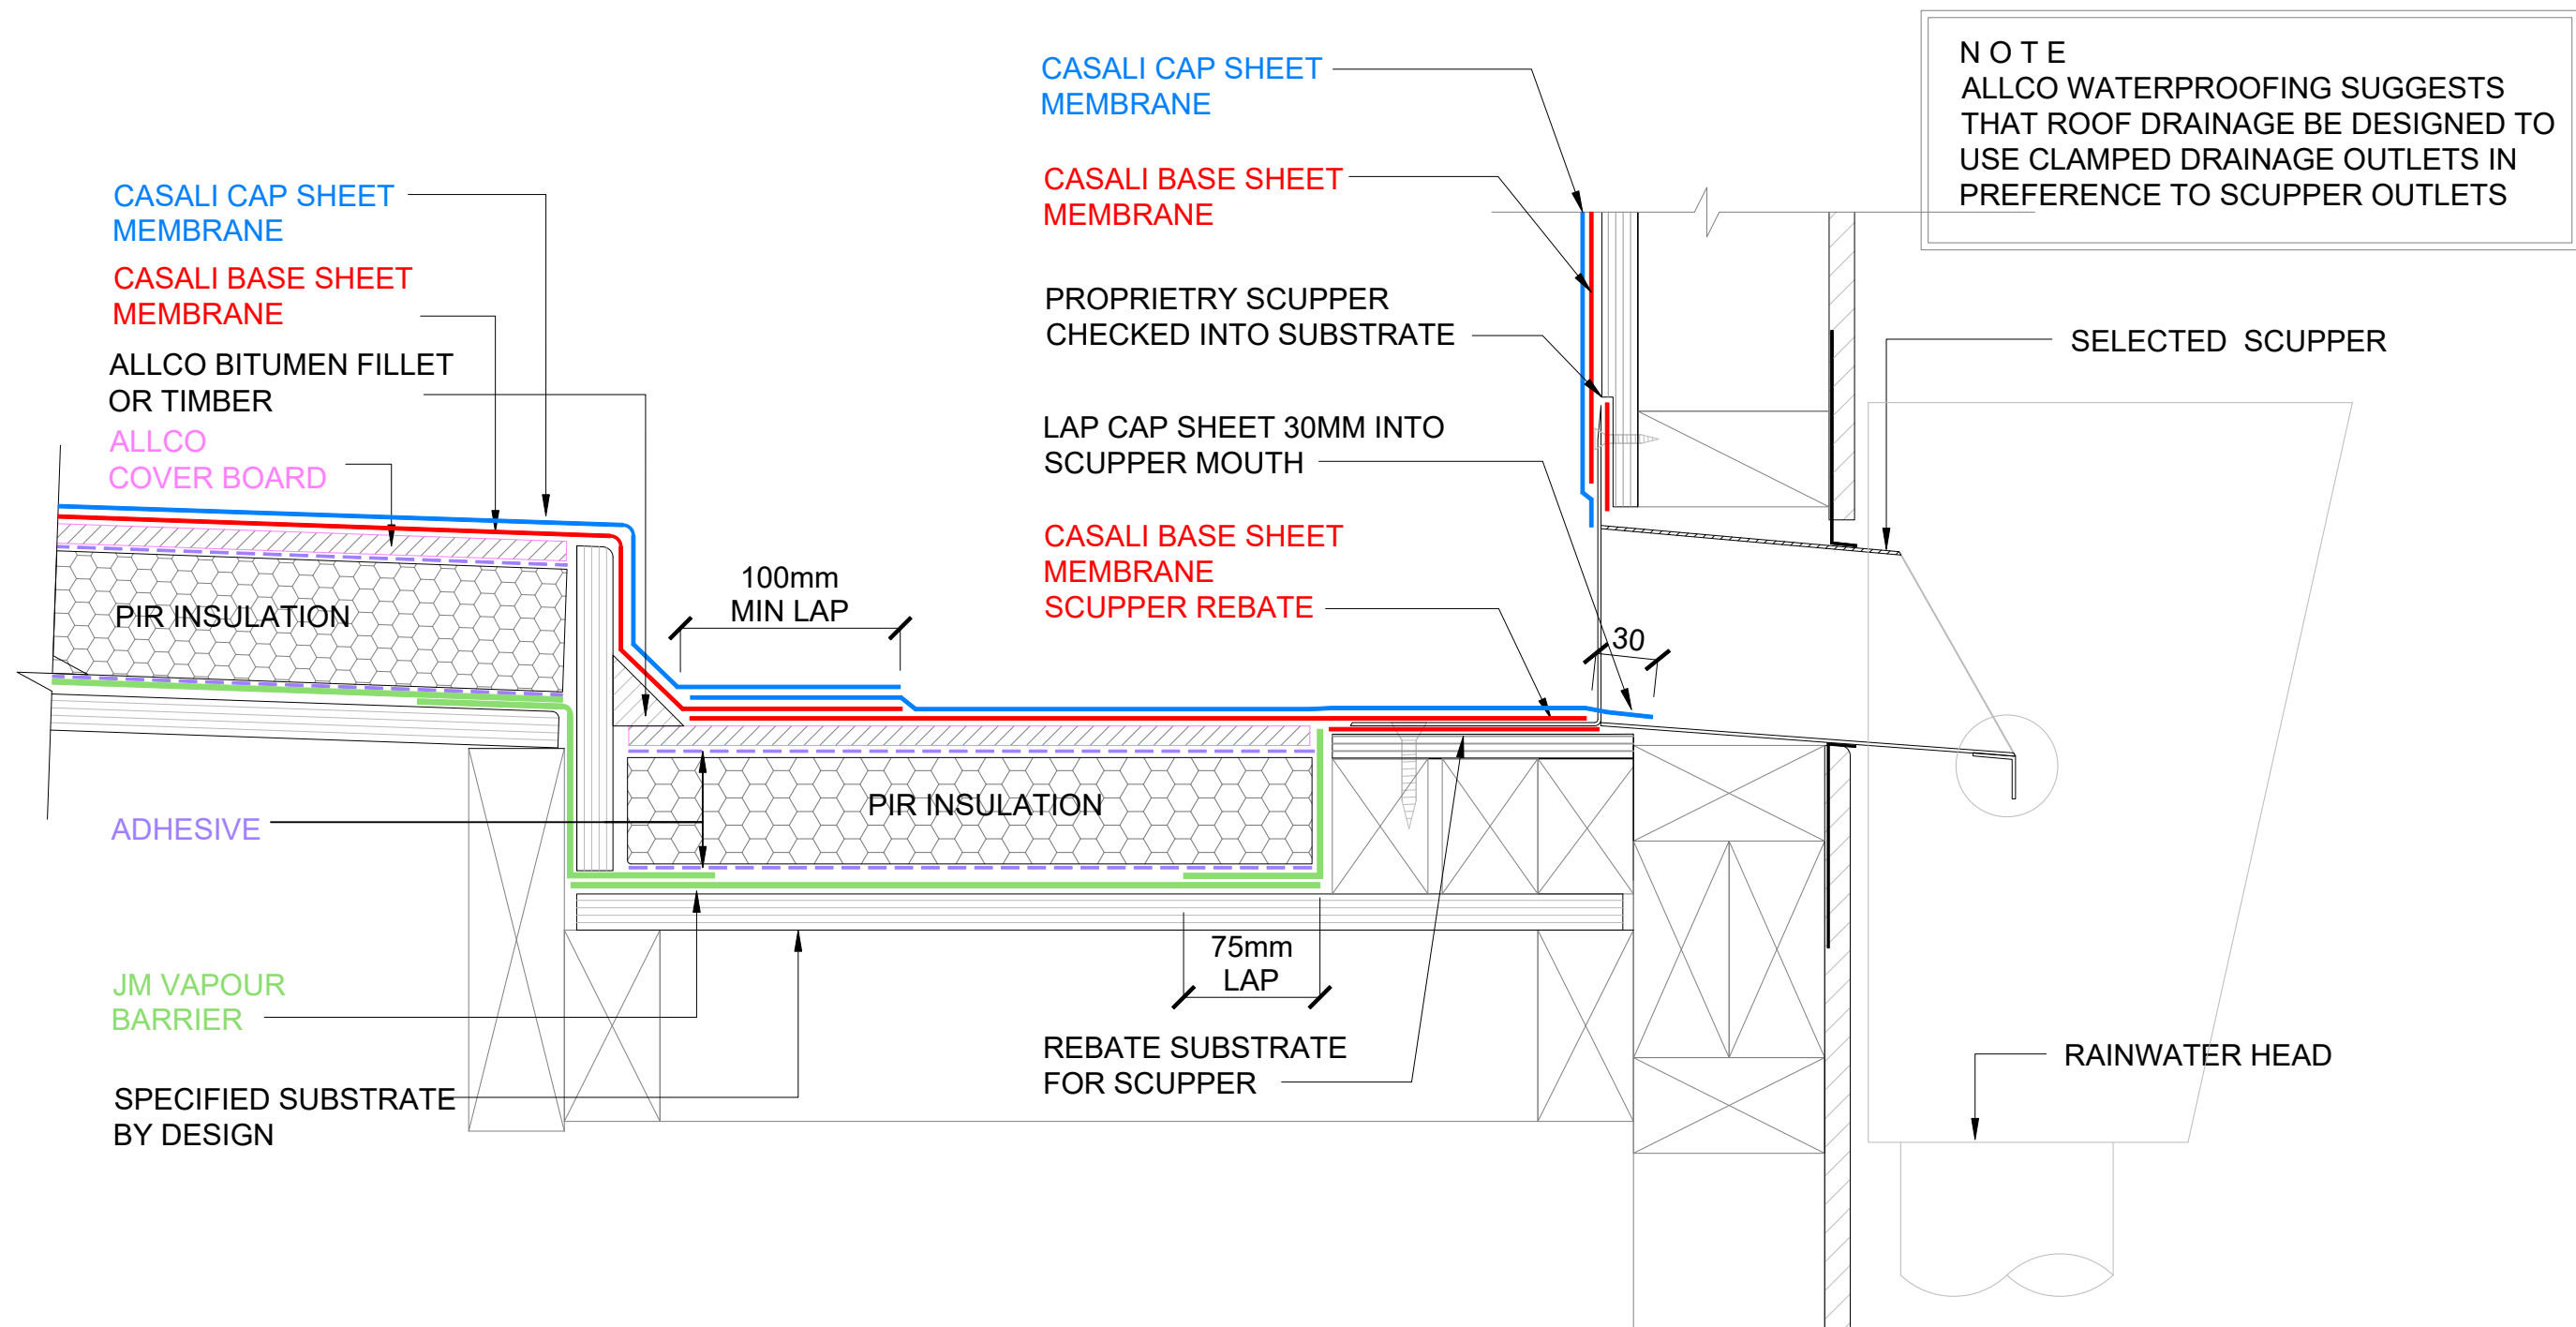 CASALI CAP SHEET
MEMBRANE
CASALI BASE SHEET
MEMBRANE
ALLCO BITUMEN FILLET
OR TIMBER
ALLCO
COVER BOARD
PIR INSULATION
ADHESIVE
JM VAPOUR
BARRIER
SPECIFIED SUBSTRATE
BY DESIGN
100mm
MIN LAP
PIR INSULATION
75mm
LAP
CASALI CAP SHEET
MEMBRANE
CASALI BASE SHEET
MEMBRANE
PROPRIETRY SCUPPER
CHECKED INTO SUBSTRATE
LAP CAP SHEET 30MM INTO
SCUPPER MOUTH
CASALI BASE SHEET
MEMBRANE
SCUPPER REBATE
30
REBATE SUBSTRATE
FOR SCUPPER
N O T E
ALLCO WATERPROOFING SUGGESTS
THAT ROOF DRAINAGE BE DESIGNED TO
USE CLAMPED DRAINAGE OUTLETS IN
PREFERENCE TO SCUPPER OUTLETS
SELECTED SCUPPER
RAINWATER HEAD